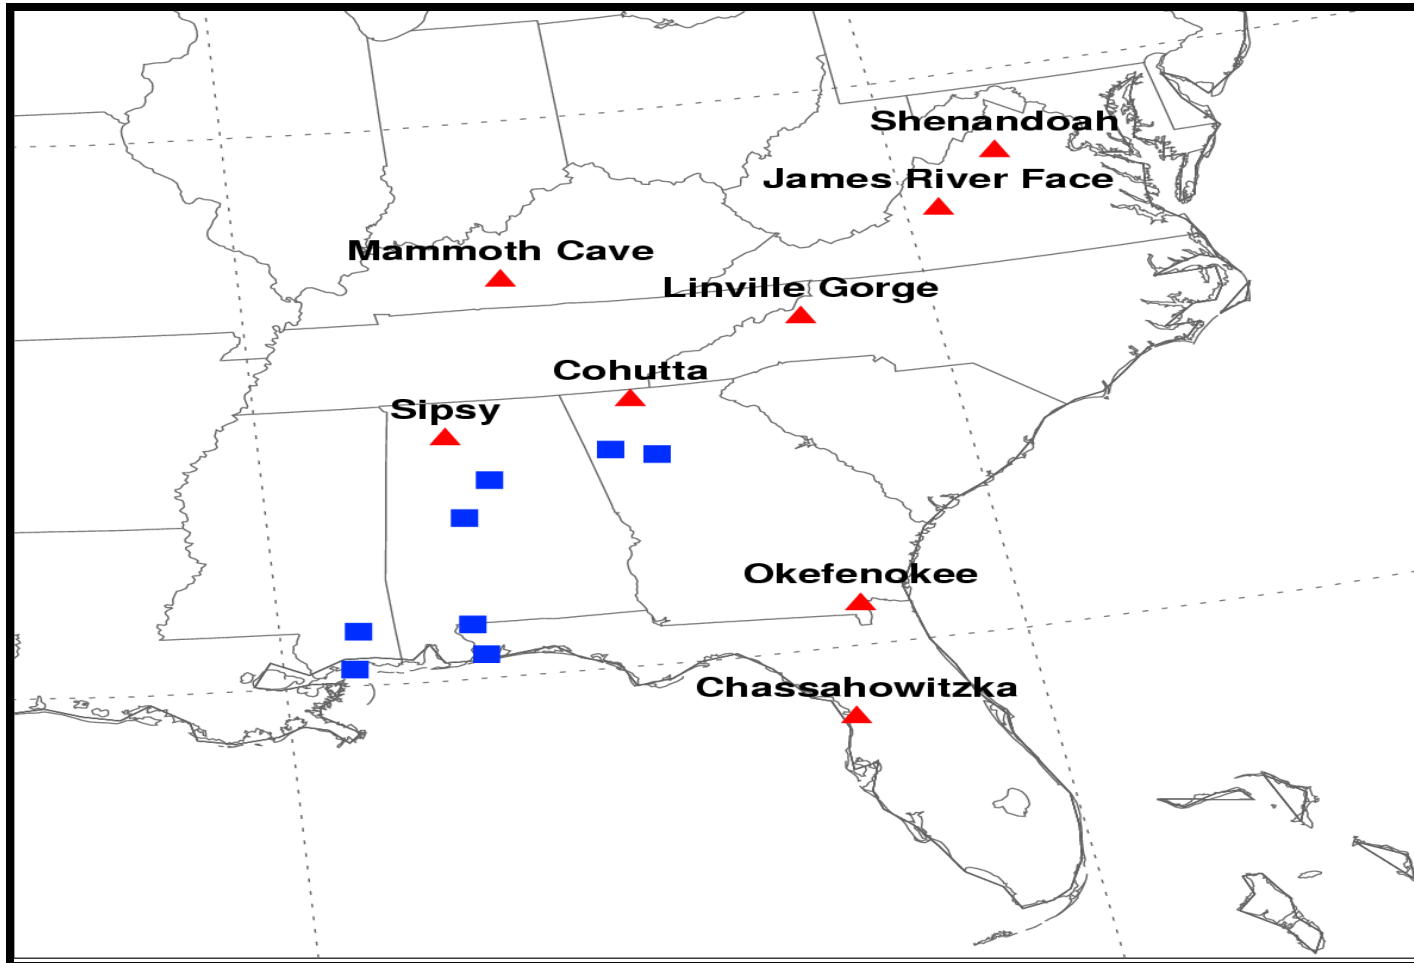 Shenandoah
James River Face
Mammoth Cave
Linville Gorge
Cohutta
Sipsy
Okefenokee
Chassahowitzka